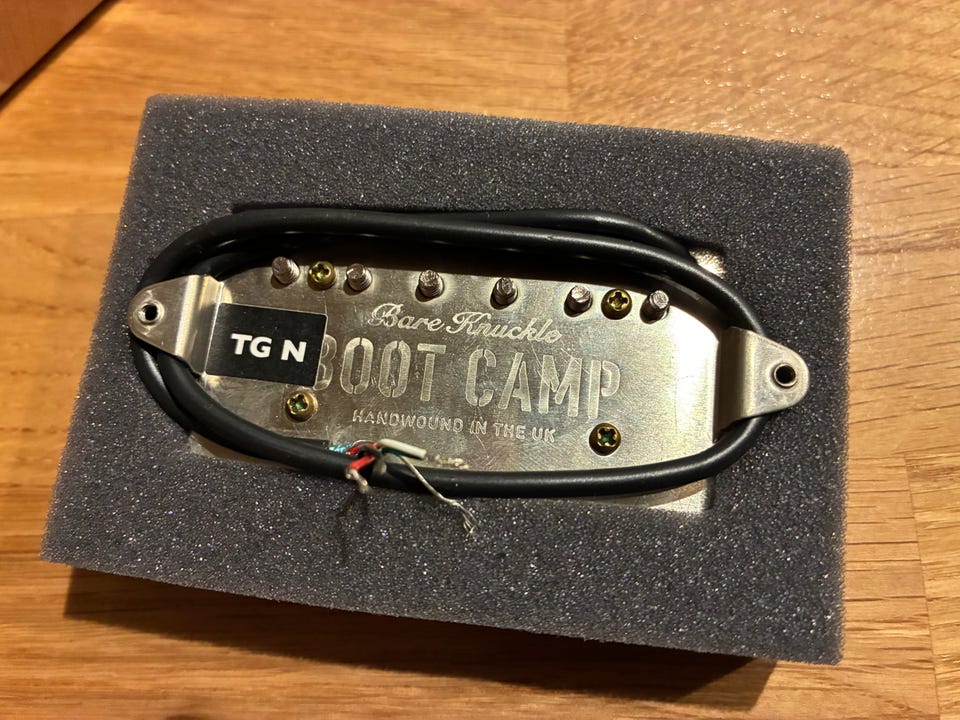 TG N
Bare Knuckle
BOOT CAMP
HANDWOUND IN THE UK